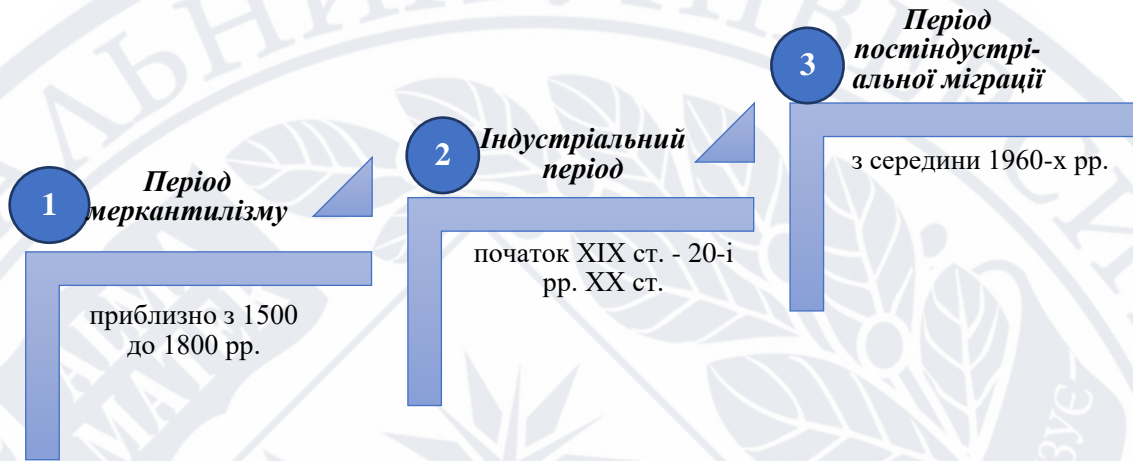 1
Період
меркантилізму
приблизно з 1500
до 1800 рр.
2
Індустріальний
період
початок XIX ст. - 20-і
рр. XX ст.
3
Період
постіндустрі-
альної міграції
з середини 1960-х рр.